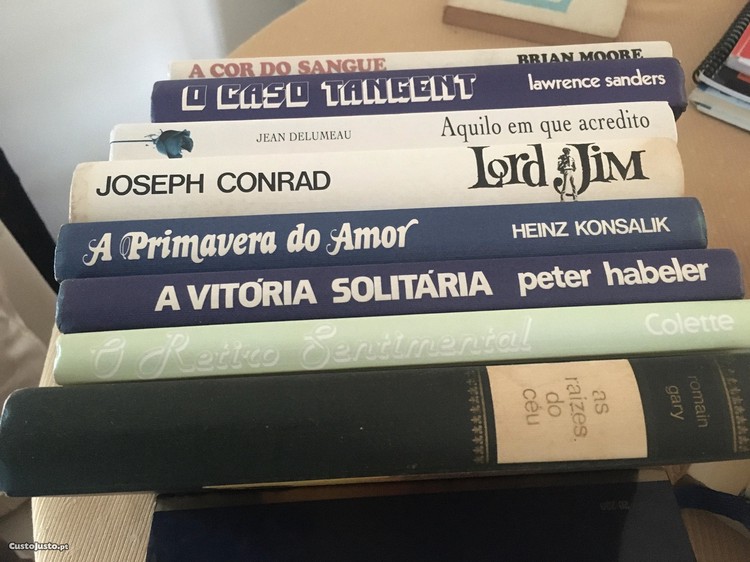 A COR DO SANGUE BRIAN MOORE
O CASO TANGENT lawrence sanders
JEAN DELUMEAU Aquilo em que acredito
JOSEPH CONRAD Lord Jim
A Primavera do Amor HEINZ KONSALIK
A VITÓRIA SOLITÁRIA peter habeler
O Retiro Sentimental Colette
as
raizes.
do
céu
romain
gary
CustoJusto.pt